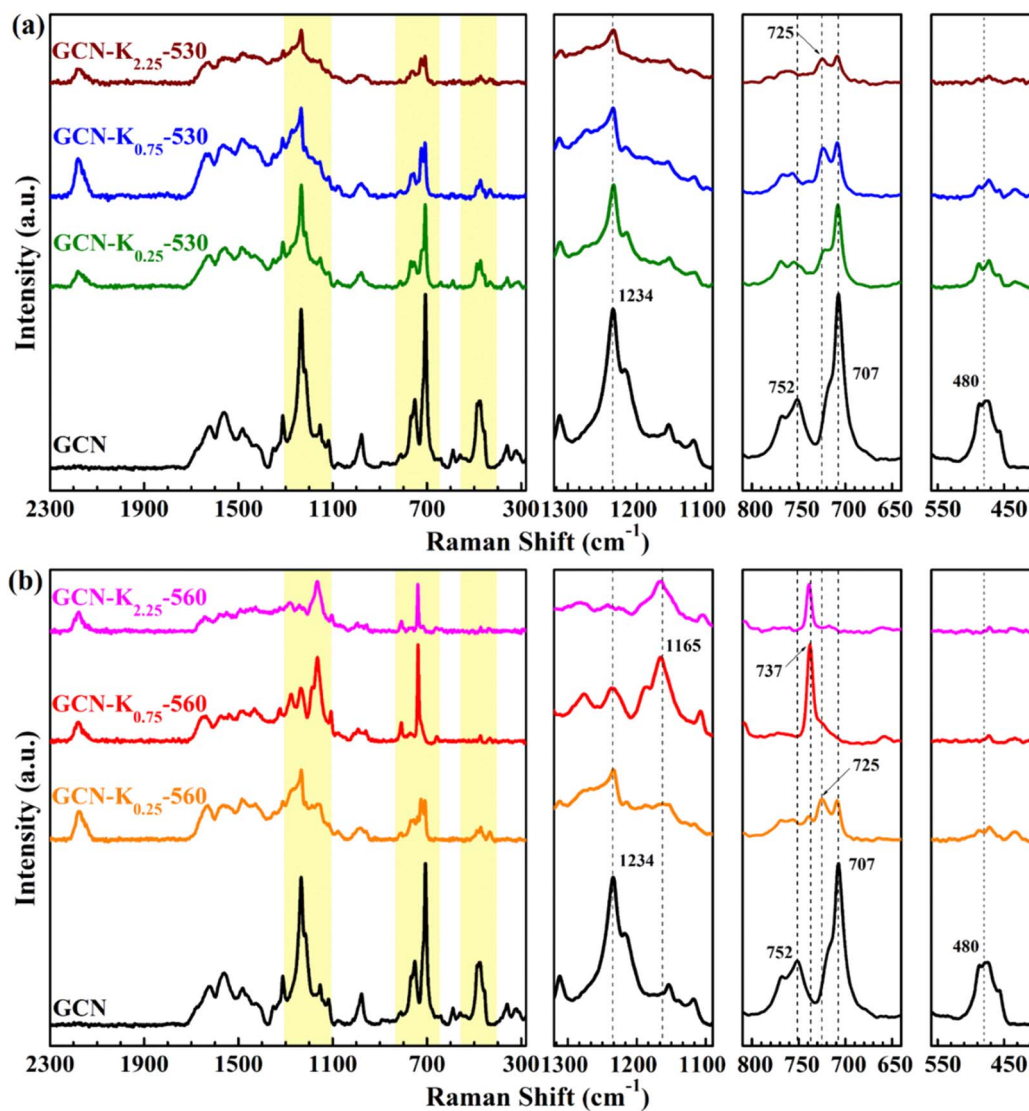 (a)
GCN-K2.25-530
GCN-K0.75-530
GCN-K0.25-530
GCN
1234
725
752
707
480
Intensity (a.u.)
2300 1900 1500 1100 700 300
1300 1200 1100
800 750 700 650
550 450
Raman Shift (cm-1)
(b)
GCN-K2.25-560
GCN-K0.75-560
GCN-K0.25-560
GCN
1165
1234
737
725
752
707
480
Intensity (a.u.)
2300 1900 1500 1100 700 300
1300 1200 1100
800 750 700 650
550 450
Raman Shift (cm-1)